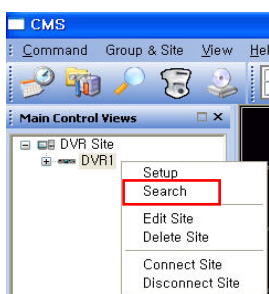 CMS
Command Group & Site View Hel
Main Control Views
DVR Site
DVR1
Setup
Search
Edit Site
Delete Site
Connect Site
Disconnect Site